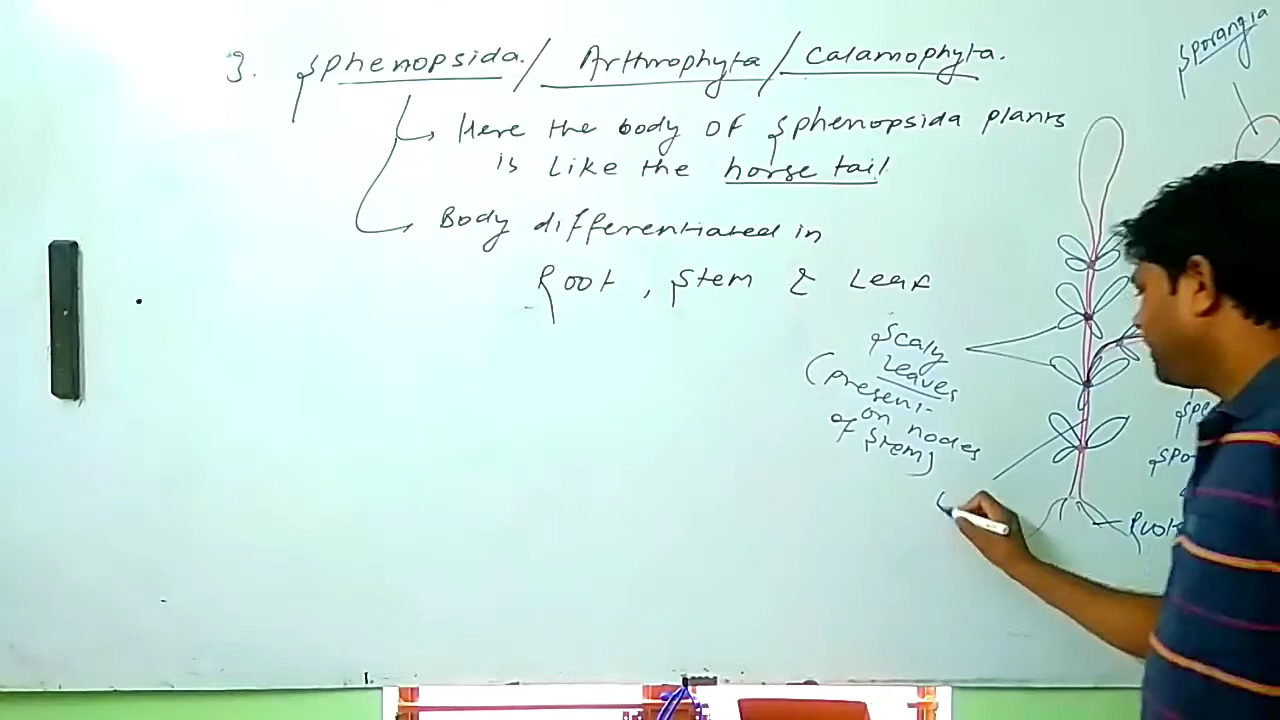 3. Sphenopsida / Arthrophyta / Calamophyta.
Here the body of Sphenopsida plants
is like the horse tail
Body differentiated in
Root, Stem & Leaf
Sporangia
Scaly
Leaves
(present
on nodes
of stem)